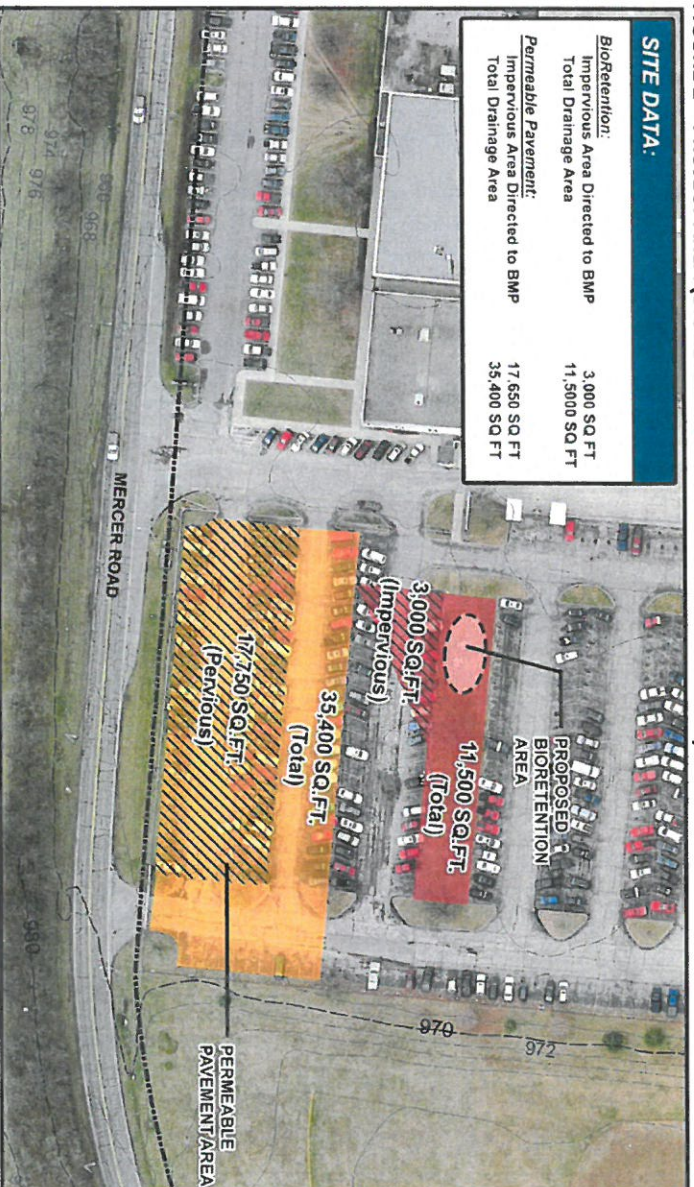 SITE DATA:
BioRetention:
Impervious Area Directed to BMP 3,000 SQ FT
Total Drainage Area 11,5000 SQ FT
Permeable Pavement:
Impervious Area Directed to BMP 17,650 SQ FT
Total Drainage Area 35,400 SQ FT
PROPOSED
BIORETENTION
AREA
3,000 SQ.FT.
(Impervious)
11,500 SQ.FT.
(Total)
35,400 SQ.FT.
(Total)
17,750 SQ.FT.
(Pervious)
PERMEABLE
PAVEMENT AREA
MERCER ROAD
970
972
974
978
976
968
980